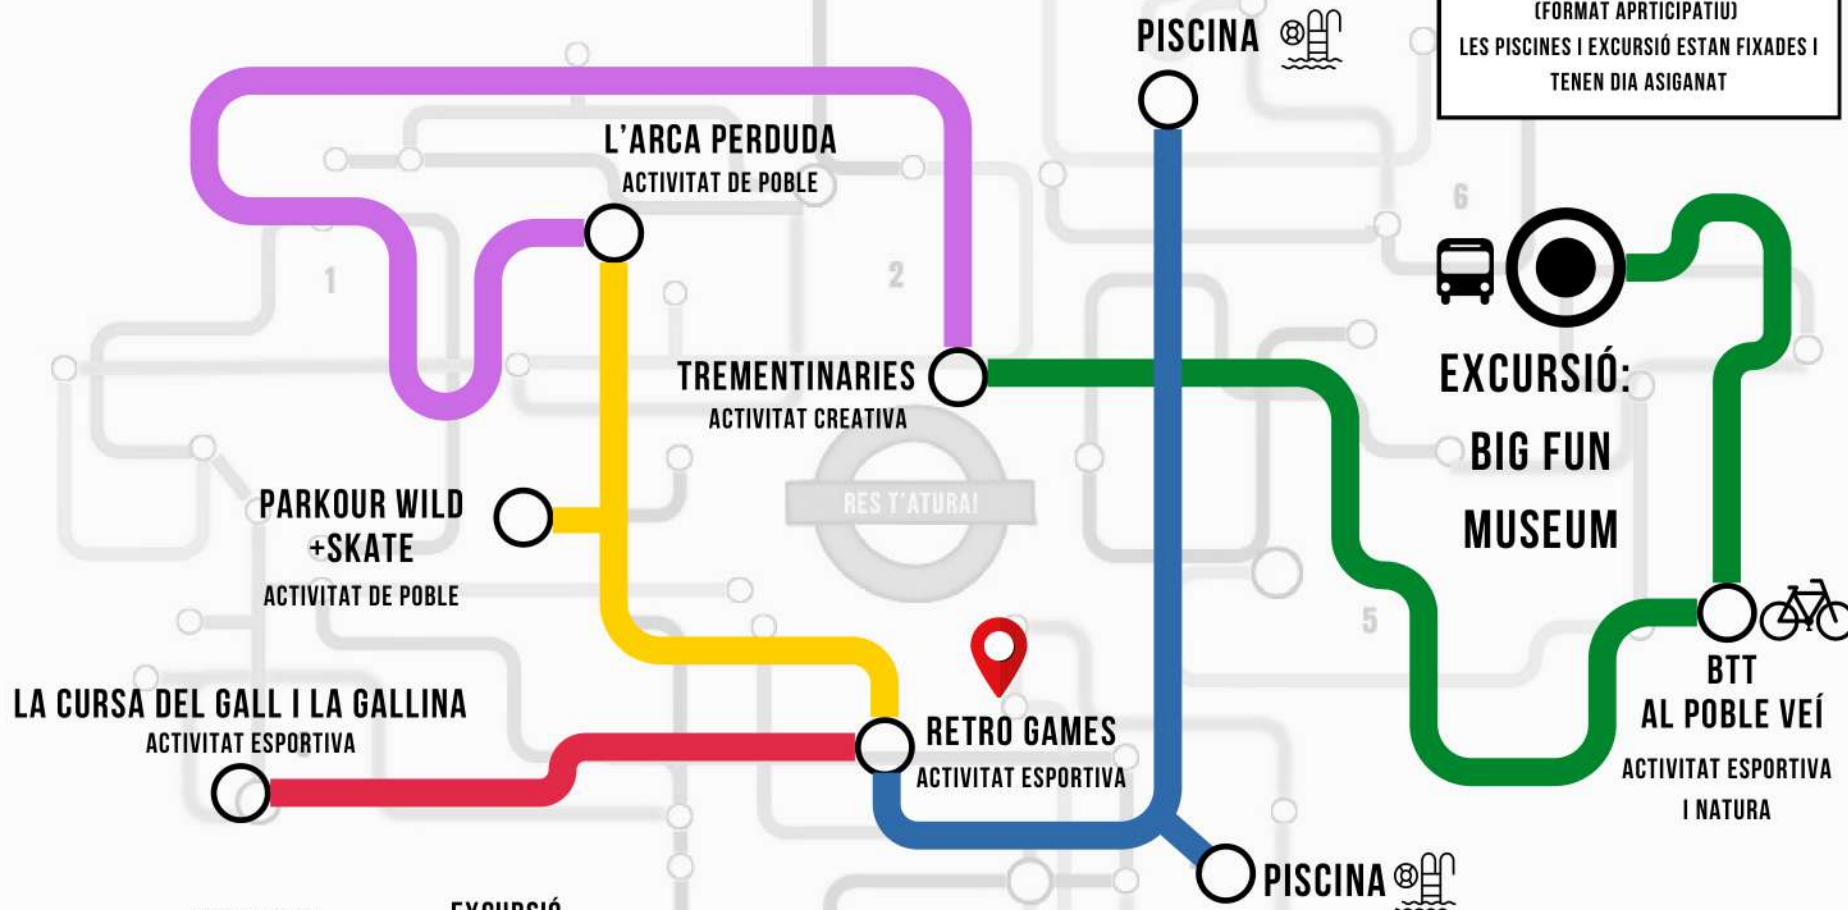 (FORMAT APRTICIPATIU)
LES PISCINES I EXCURSIÓ ESTAN FIXADES I
TENEN DIA ASIGANAT
PISCINA
L'ARCA PERDUDA
ACTIVITAT DE POBLE
6
1
2
TREMENTINARIES
ACTIVITAT CREATIVA
EXCURSIÓ:
BIG FUN
MUSEUM
RES T'ATURA!
PARKOUR WILD
+SKATE
ACTIVITAT DE POBLE
5
BTT
AL POBLE VEÍ
ACTIVITAT ESPORTIVA
I NATURA
LA CURSA DEL GALL I LA GALLINA
ACTIVITAT ESPORTIVA
RETRO GAMES
ACTIVITAT ESPORTIVA
PISCINA
EXCURSIÓ